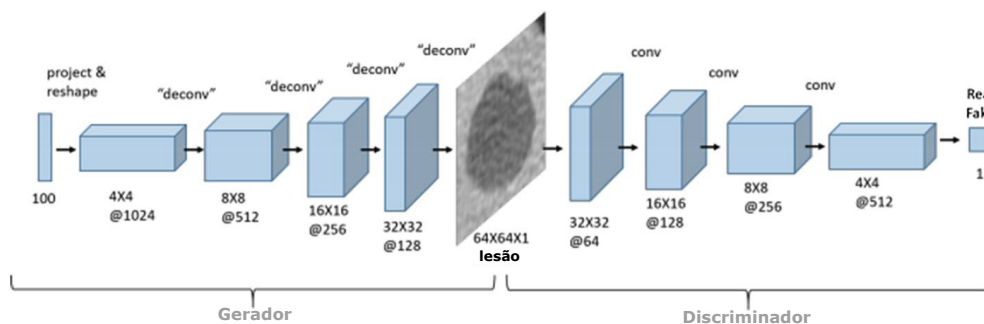 project &
reshape
"deconv"
"deconv"
"deconv"
"deconv"
conv
conv
conv
100
4X4
@1024
8X8
@512
16X16
@256
32X32
@128
64X64X1
lesão
32X32
@64
16X16
@128
8X8
@256
4X4
@512
1
Gerador
Discriminador